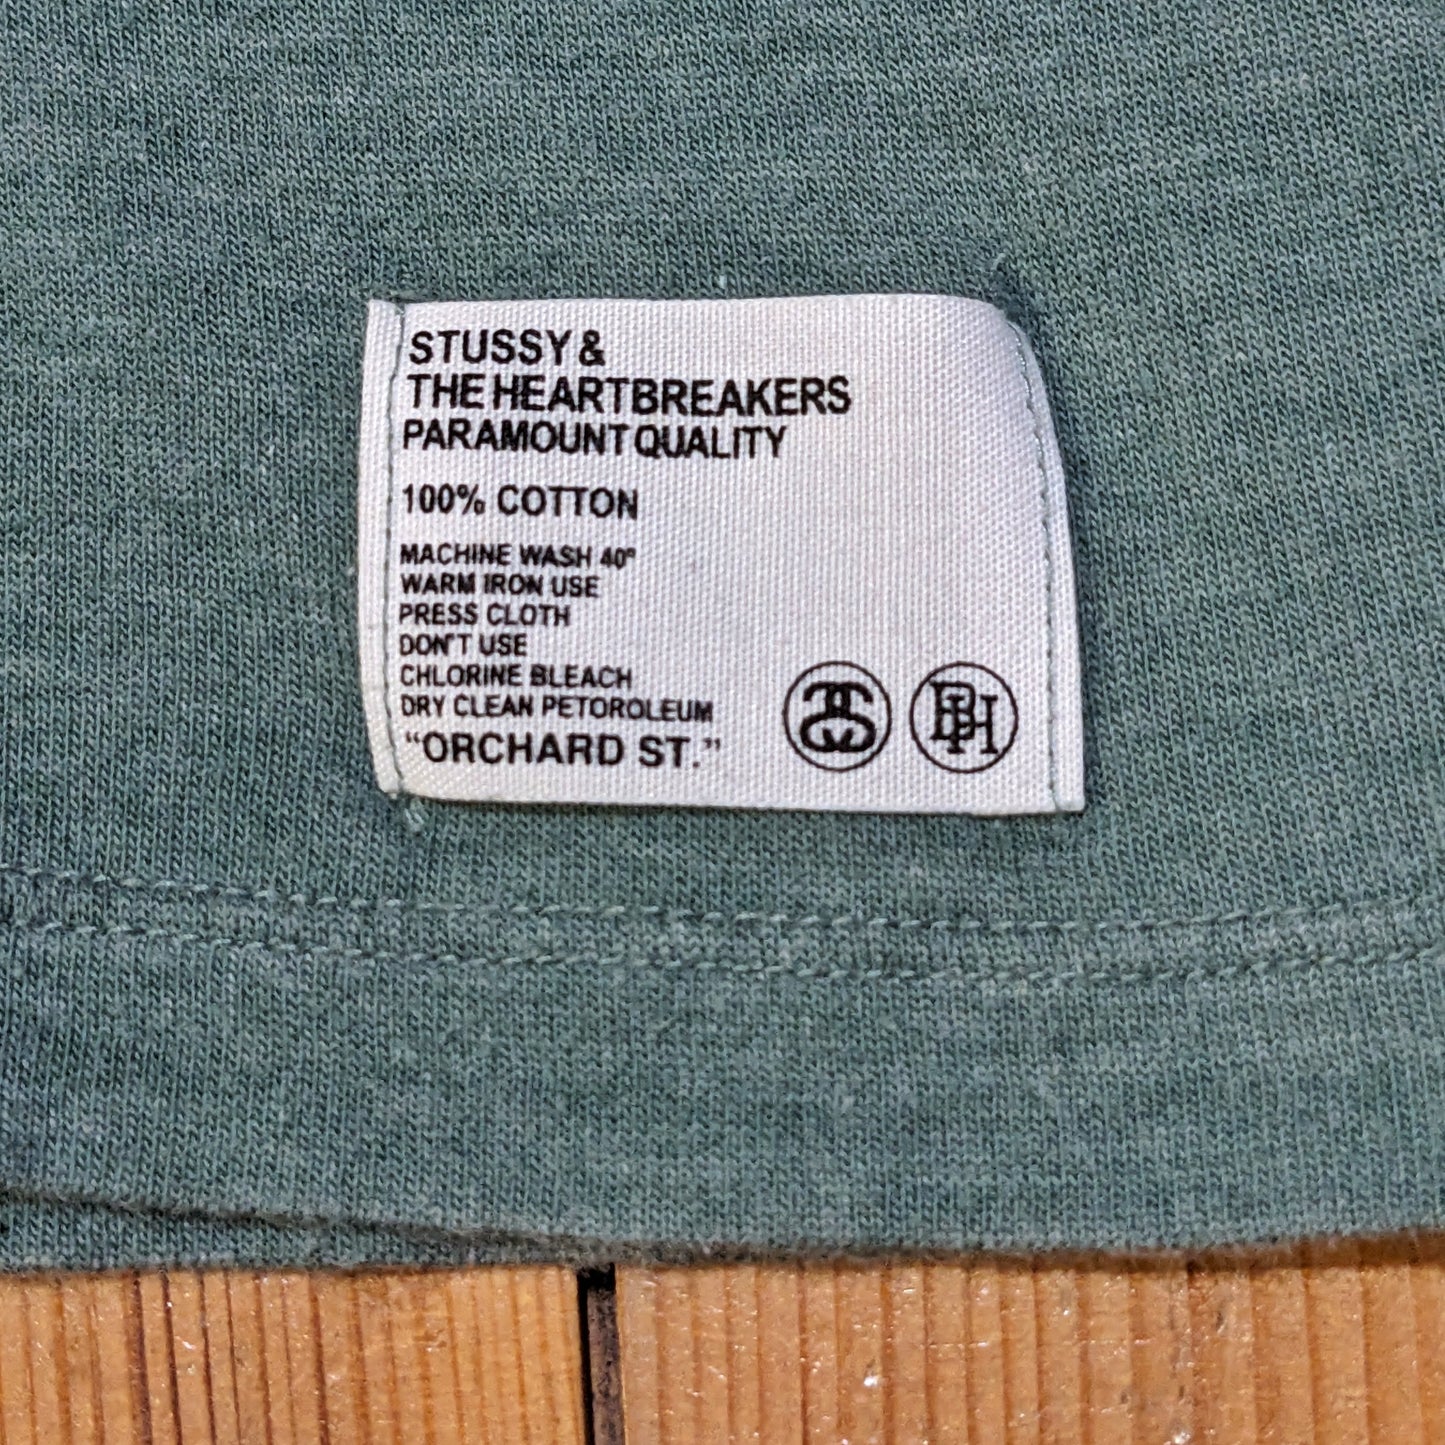 STUSSY &
THE HEARTBREAKERS
PARAMOUNT QUALITY
100% COTTON
MACHINE WASH 40°
WARM IRON USE
PRESS CLOTH
DON'T USE
CHLORINE BLEACH
DRY CLEAN PETOROLEUM
“ORCHARD ST.”